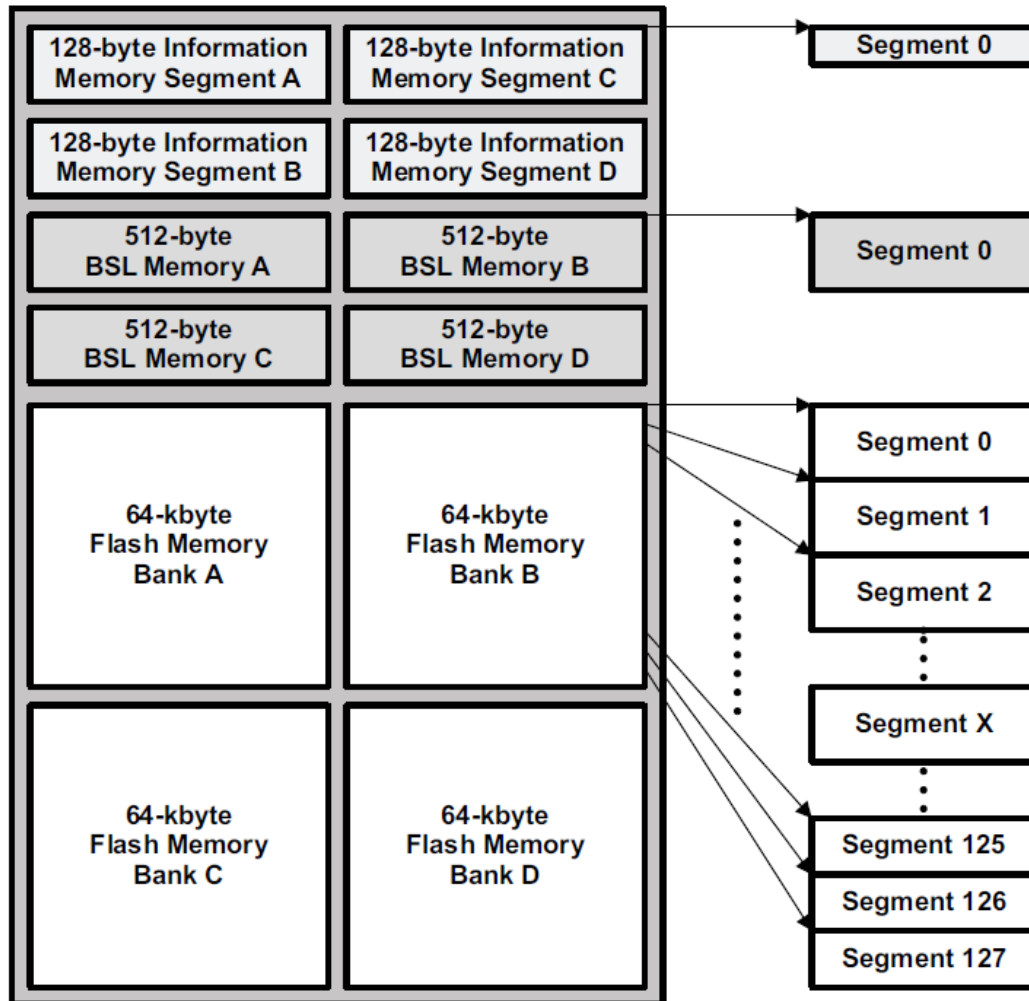 128-byte Information
Memory Segment A
128-byte Information
Memory Segment C
Segment 0
128-byte Information
Memory Segment B
128-byte Information
Memory Segment D
512-byte
BSL Memory A
512-byte
BSL Memory B
Segment 0
512-byte
BSL Memory C
512-byte
BSL Memory D
64-kbyte
Flash Memory
Bank A
64-kbyte
Flash Memory
Bank B
Segment 0
Segment 1
Segment 2
Segment X
64-kbyte
Flash Memory
Bank C
64-kbyte
Flash Memory
Bank D
Segment 125
Segment 126
Segment 127